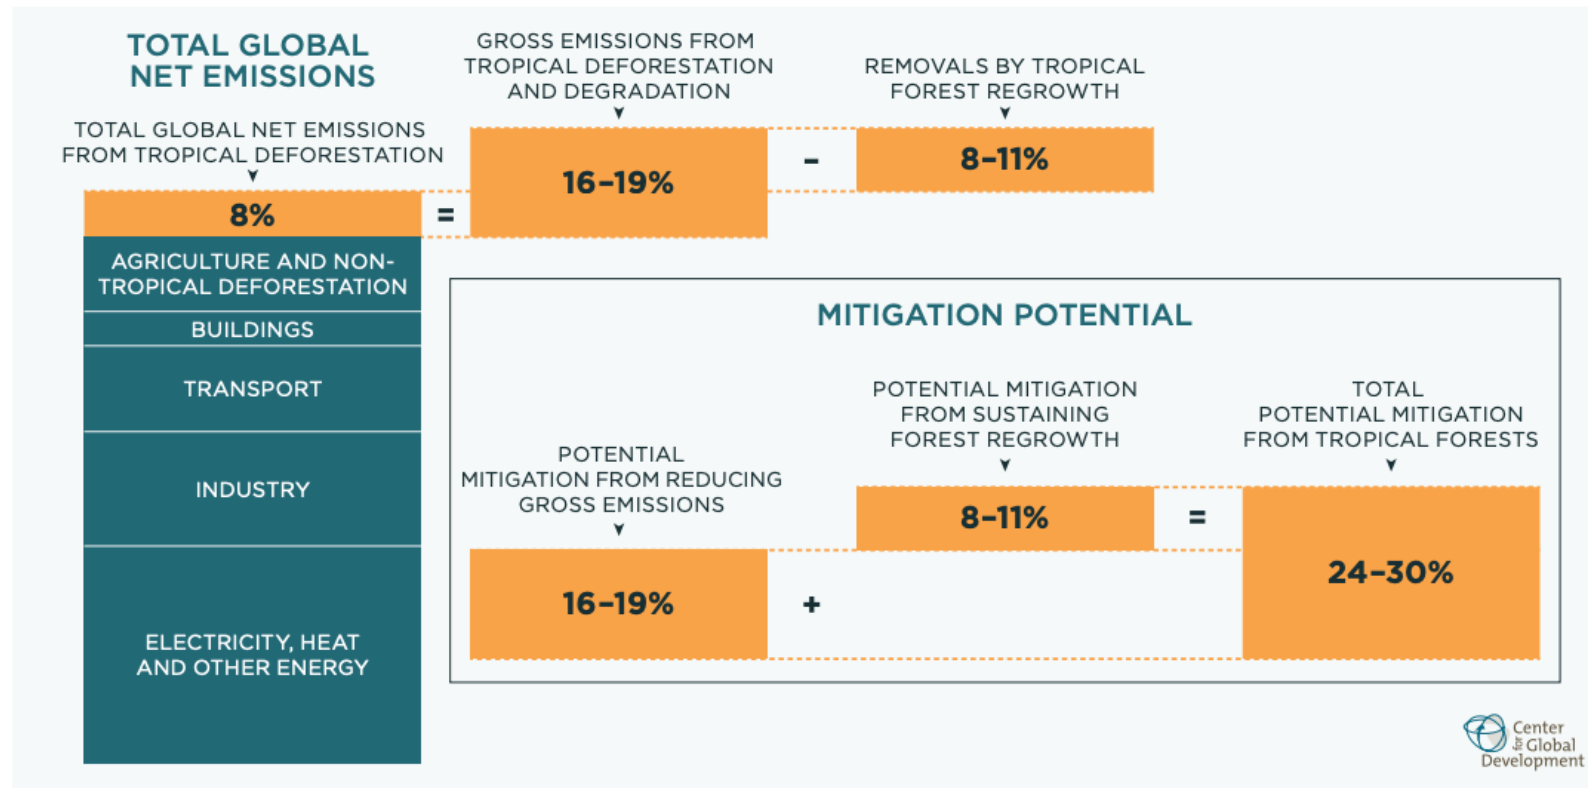 TOTAL GLOBAL
NET EMISSIONS
TOTAL GLOBAL NET EMISSIONS
FROM TROPICAL DEFORESTATION
8%
=
GROSS EMISSIONS FROM
TROPICAL DEFORESTATION
AND DEGRADATION
16–19%
–
REMOVALS BY TROPICAL
FOREST REGROWTH
8–11%
AGRICULTURE AND NON-
TROPICAL DEFORESTATION
BUILDINGS
TRANSPORT
INDUSTRY
ELECTRICITY, HEAT
AND OTHER ENERGY
MITIGATION POTENTIAL
POTENTIAL
MITIGATION FROM REDUCING
GROSS EMISSIONS
16–19%
+
POTENTIAL MITIGATION
FROM SUSTAINING
FOREST REGROWTH
8–11%
=
TOTAL
POTENTIAL MITIGATION
FROM TROPICAL FORESTS
24–30%
Center
for Global
Development